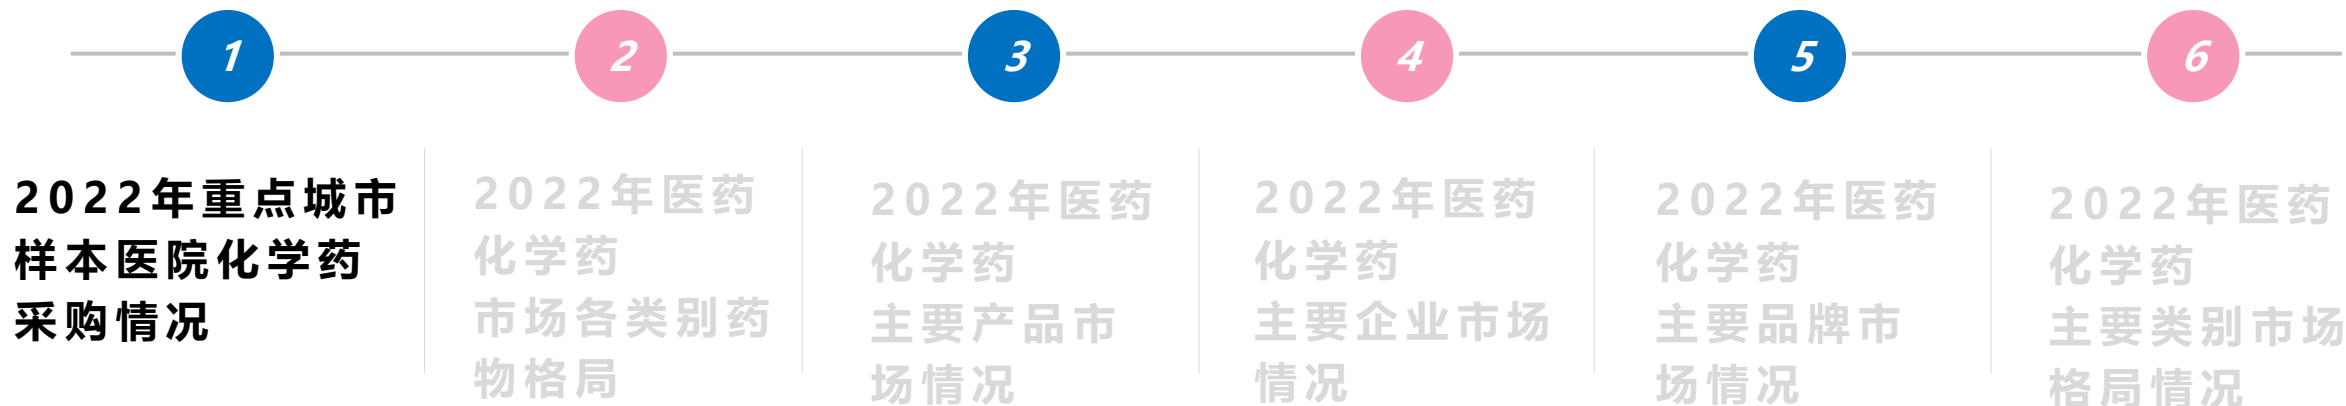 1
2
3
4
5
6
2022年重点城市
样本医院化学药
采购情况
2022年医药
化学药
市场各类别药
物格局
2022年医药
化学药
主要产品市
场情况
2022年医药
化学药
主要企业市场
情况
2022年医药
化学药
主要品牌市
场情况
2022年医药
化学药
主要类别市场
格局情况